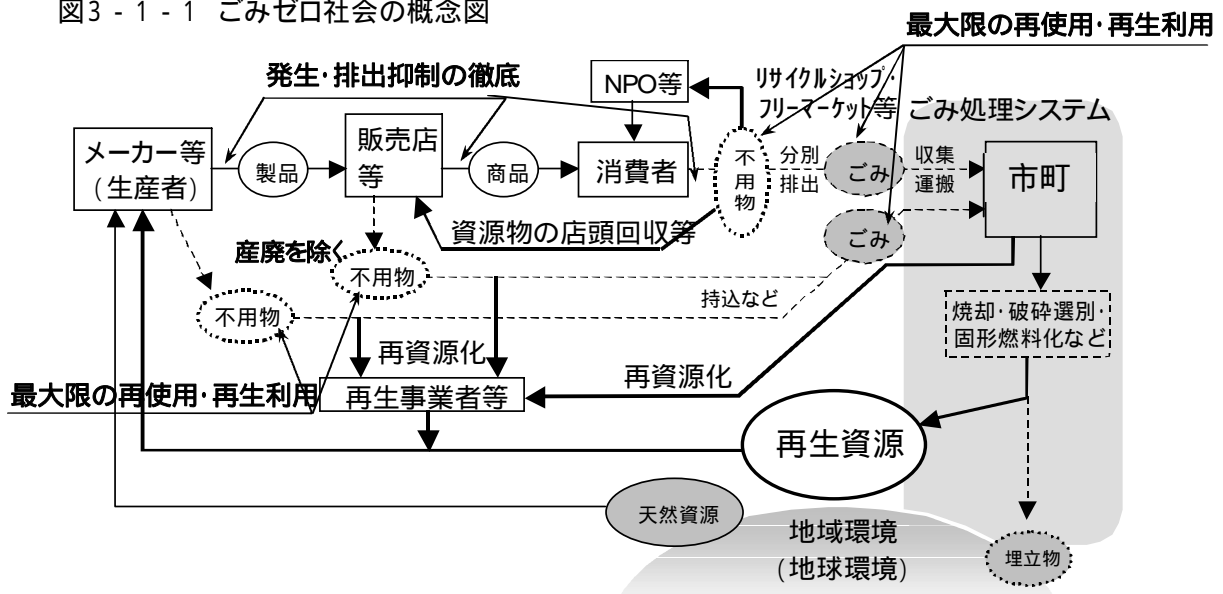 図3-1-1 ごみゼロ社会の概念図
最大限の再使用・再生利用
発生・排出抑制の徹底
NPO等
リサイクルショップ・
フリーマーケット等
ごみ処理システム
メーカー等
(生産者)
製品
販売店
等
商品
消費者
不用物
分別
排出
ごみ
収集
運搬
市町
資源物の店頭回収等
ごみ
産廃を除く
不用物
不用物
持込など
焼却・破砕選別・
固形燃料化など
再資源化
再資源化
最大限の再使用・再生利用
再生事業者等
再生資源
天然資源
地域環境
(地球環境)
埋立物